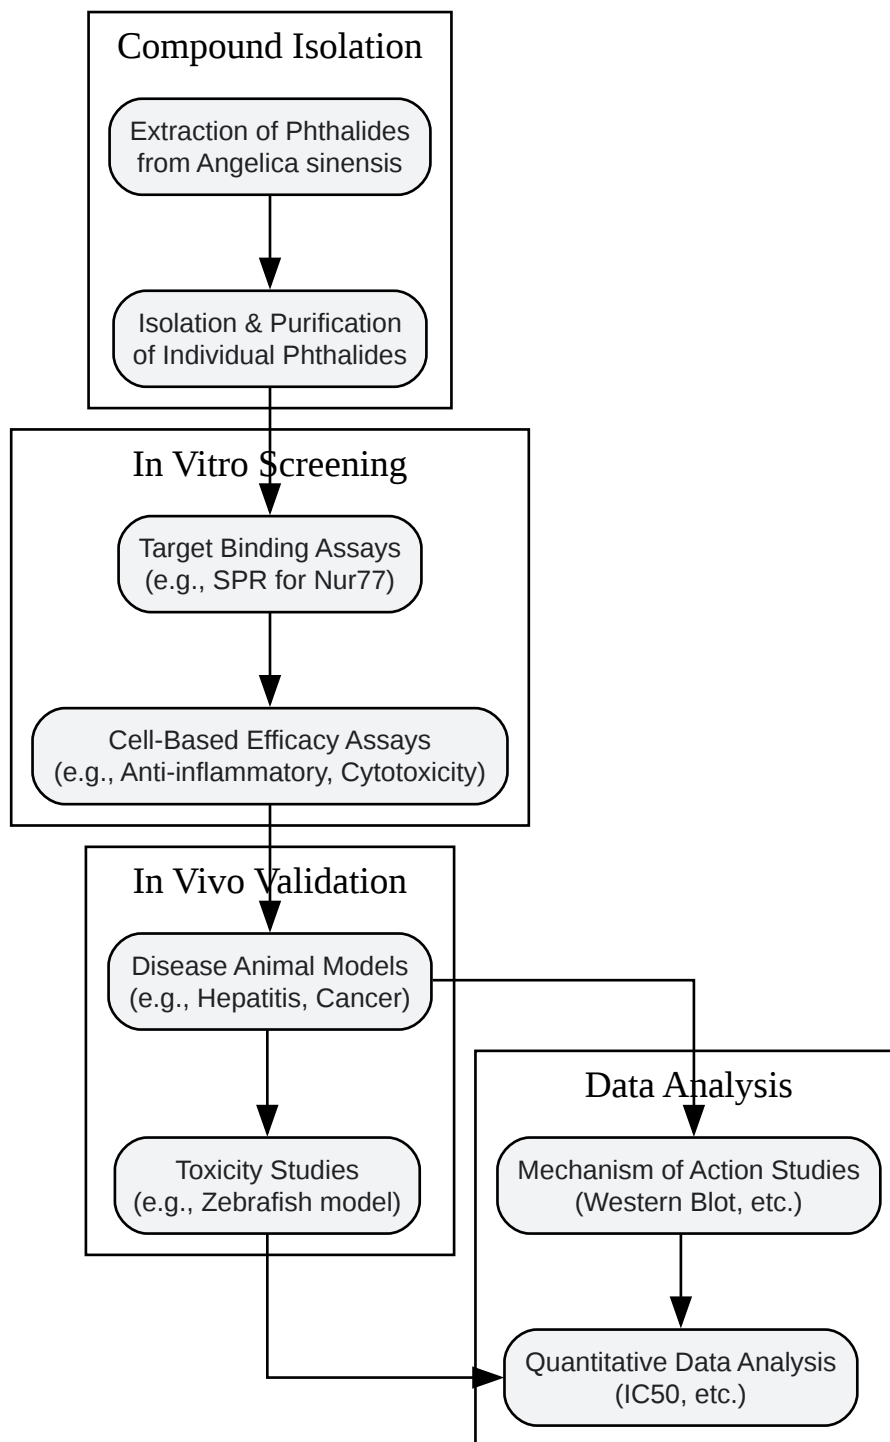 Compound Isolation
Extraction of Phthalides
from Angelica sinensis
Isolation & Purification
of Individual Phthalides
In Vitro Screening
Target Binding Assays
(e.g., SPR for Nur77)
Cell-Based Efficacy Assays
(e.g., Anti-inflammatory, Cytotoxicity)
In Vivo Validation
Disease Animal Models
(e.g., Hepatitis, Cancer)
Toxicity Studies
(e.g., Zebrafish model)
Data Analysis
Mechanism of Action Studies
(Western Blot, etc.)
Quantitative Data Analysis
(IC50, etc.)